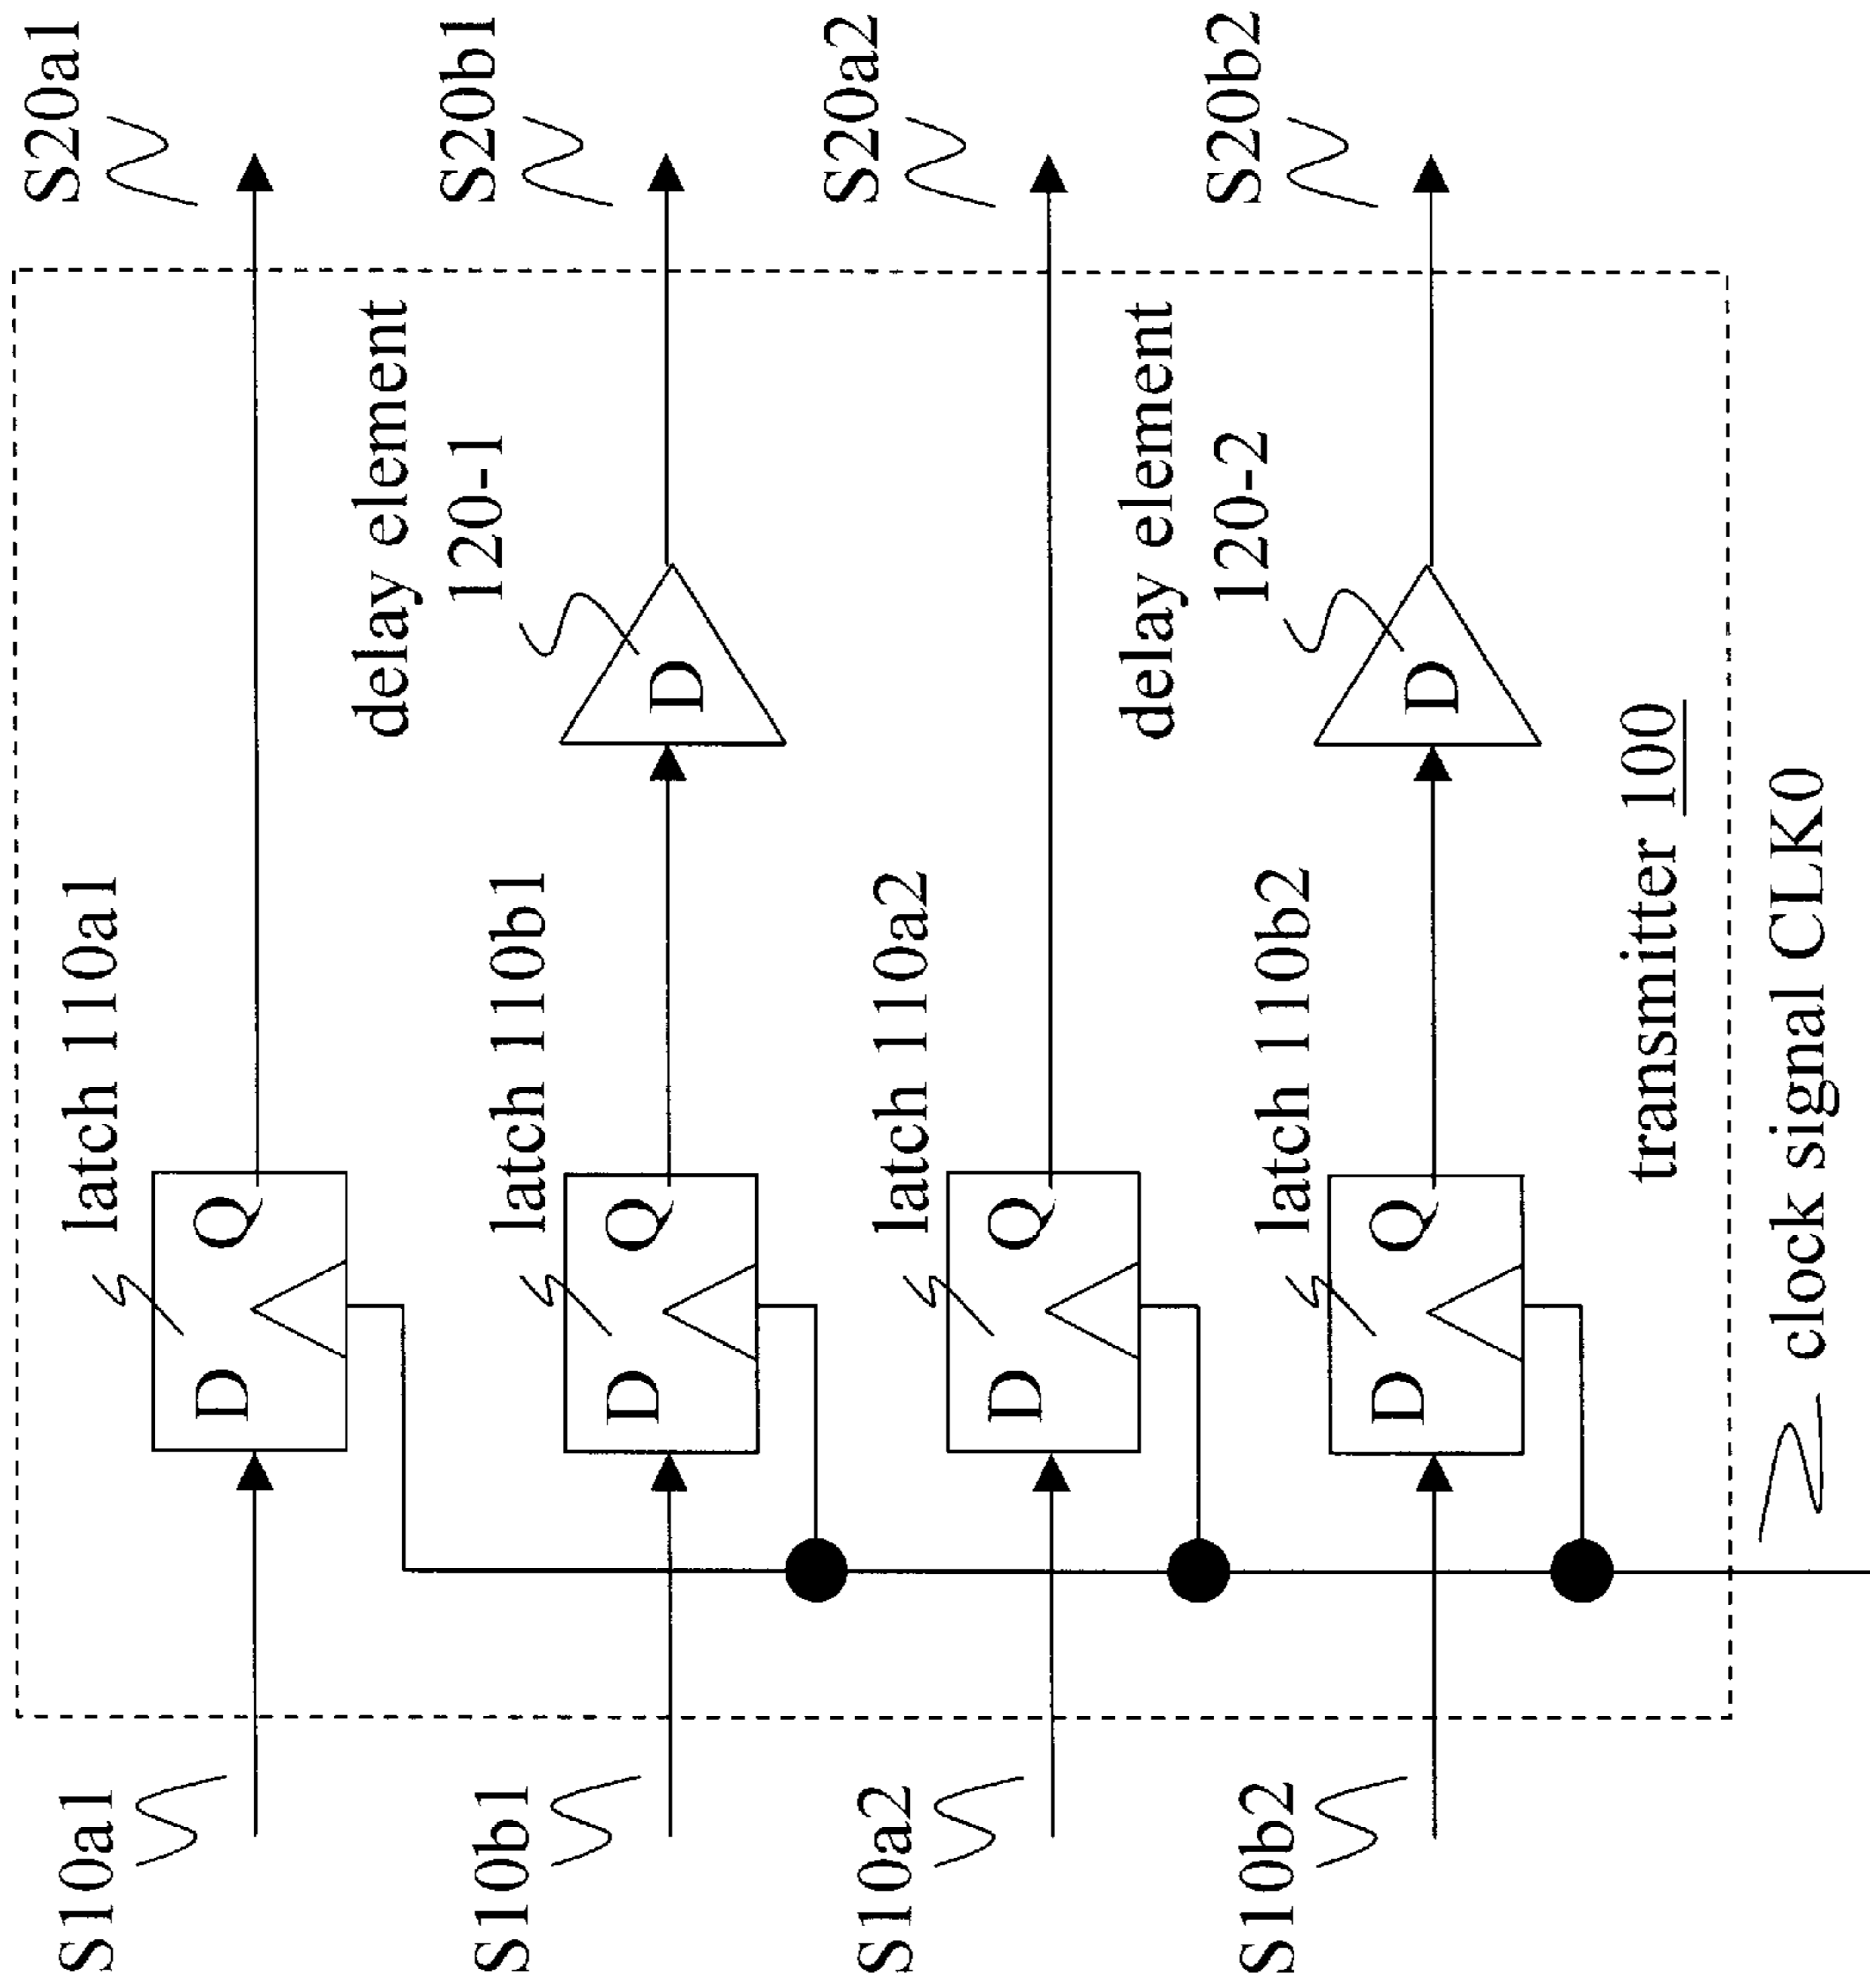 S10a1
D Q
latch 110a1
S20a1
S10b1
D Q
latch 110b1
D
delay element
120-1
S20b1
S10a2
D Q
latch 110a2
S20a2
S10b2
D Q
latch 110b2
D
delay element
120-2
S20b2
transmitter 100
clock signal CLK0